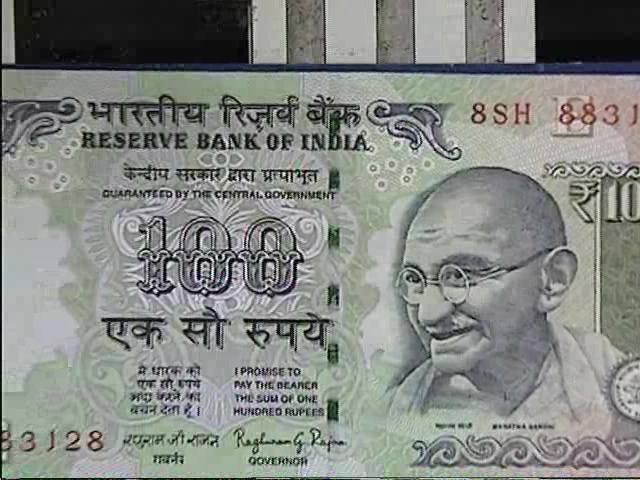 भारतीय रिज़र्व बैंक
RESERVE BANK OF INDIA
8SH 8831
केन्द्रीय सरकार द्वारा प्रत्याभूत
GUARANTEED BY THE CENTRAL GOVERNMENT
₹10
100
एक सौ रुपये
मैं धारक को
एक सौ रुपये
अदा करने का
वचन देता हूँ।
I PROMISE TO
PAY THE BEARER
THE SUM OF ONE
HUNDRED RUPEES
महात्मा गांधी
MAHATMA GANDHI
83128
रघुराम जी राजन
Raghuram G. Rajan
गवर्नर
GOVERNOR